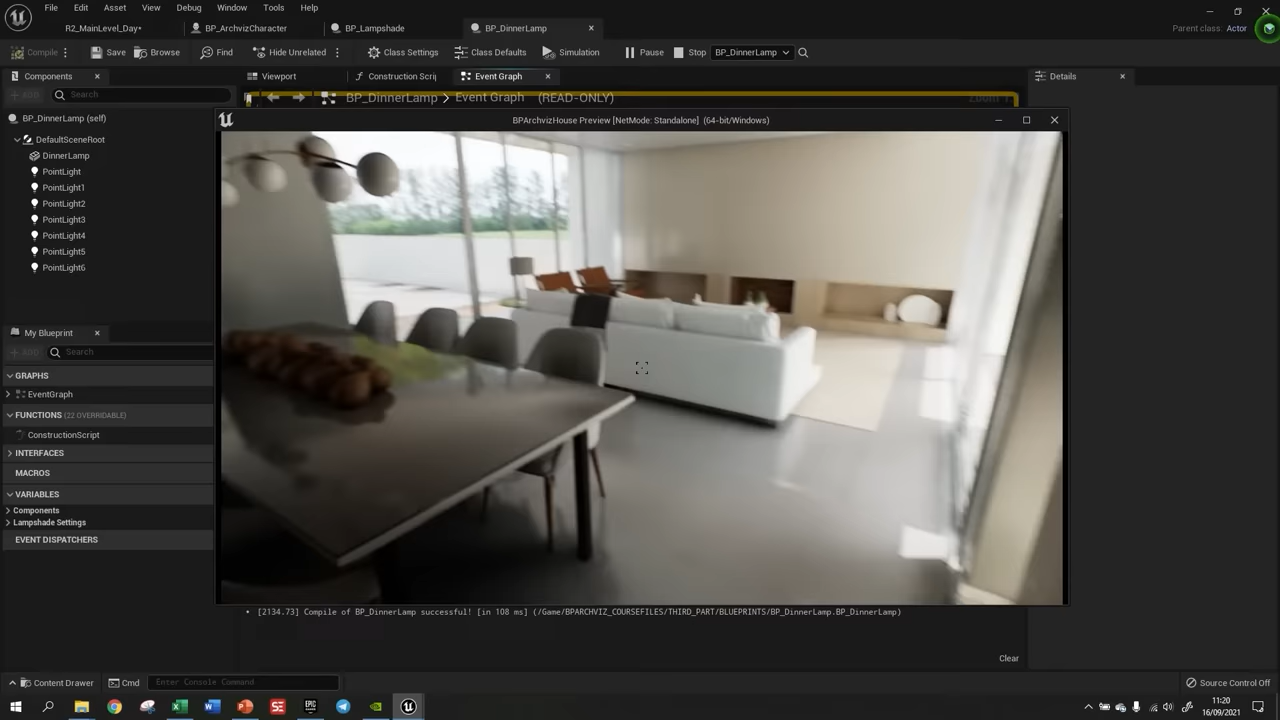 File Edit Asset View Debug Window Tools Help
R2_MainLevel_Day* BP_ArchvizCharacter BP_Lampshade BP_DinnerLamp Parent class: Actor
Compile Save Browse Find Hide Unrelated Class Settings Class Defaults Simulation Pause Stop BP_DinnerLamp
Components Viewport Construction Scrip Event Graph Details
Search BP_DinnerLamp Event Graph (READ-ONLY)
BP_DinnerLamp (self) BPArchvizHouse Preview [NetMode: Standalone] (64-bit/Windows)
DefaultSceneRoot
DinnerLamp
PointLight
PointLight1
PointLight2
PointLight3
PointLight4
PointLight5
PointLight6
My Blueprint
Search
GRAPHS
EventGraph
FUNCTIONS (22 OVERRIDABLE)
ConstructionScript
INTERFACES
MACROS
VARIABLES
Components
Lampshade Settings
EVENT DISPATCHERS
[2134.73] Compile of BP_DinnerLamp successful! [in 108 ms] (/Game/BPARCHVIZ_COURSEFILES/THIRD_PART/BLUEPRINTS/BP_DinnerLamp.BP_DinnerLamp)
Clear
Content Drawer Cmd Enter Console Command Source Control Off
11:20
16/09/2021